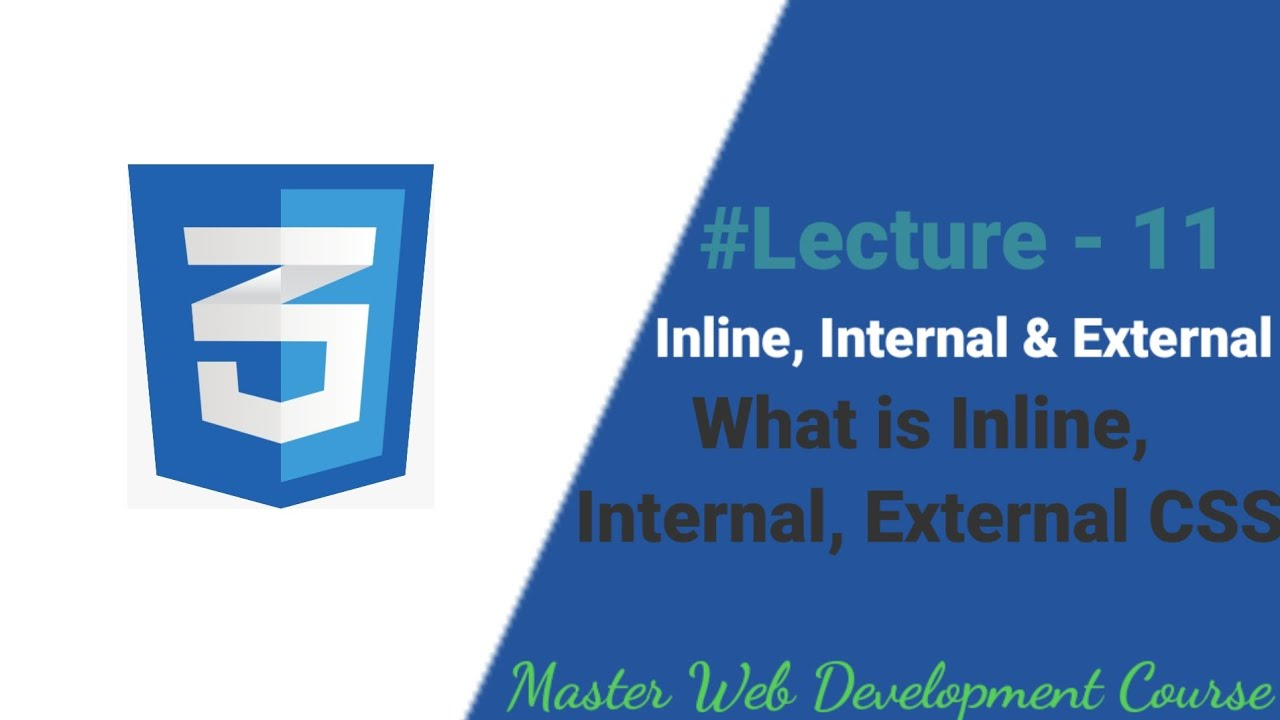 #Lecture - 11
Inline, Internal & External
What is Inline,
Internal, External CSS
Master Web Development Course